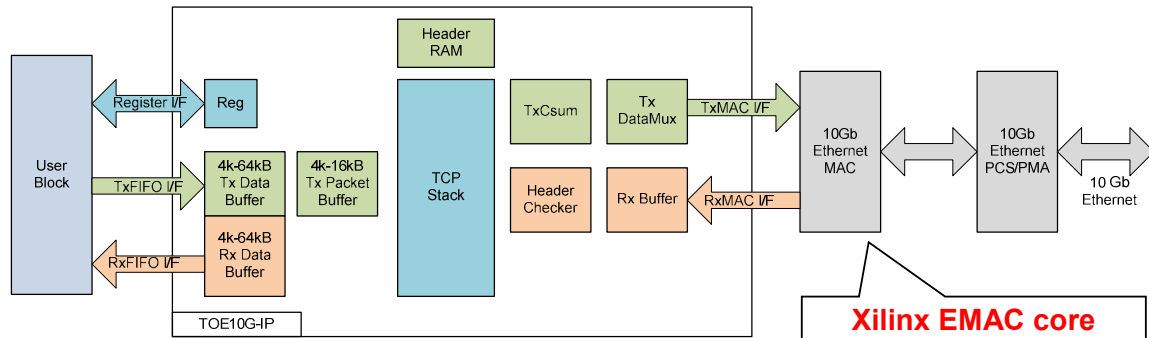 Header
RAM
User
Block
Register I/F
Reg
TxFIFO I/F
4k-64kB
Tx Data
Buffer
4k-16kB
Tx Packet
Buffer
RxFIFO I/F
4k-64kB
Rx Data
Buffer
TCP
Stack
TxCsum
Tx
DataMux
TxMAC I/F
Header
Checker
Rx Buffer
RxMAC I/F
10Gb
Ethernet
MAC
10Gb
Ethernet
PCS/PMA
10 Gb
Ethernet
TOE10G-IP
Xilinx EMAC core